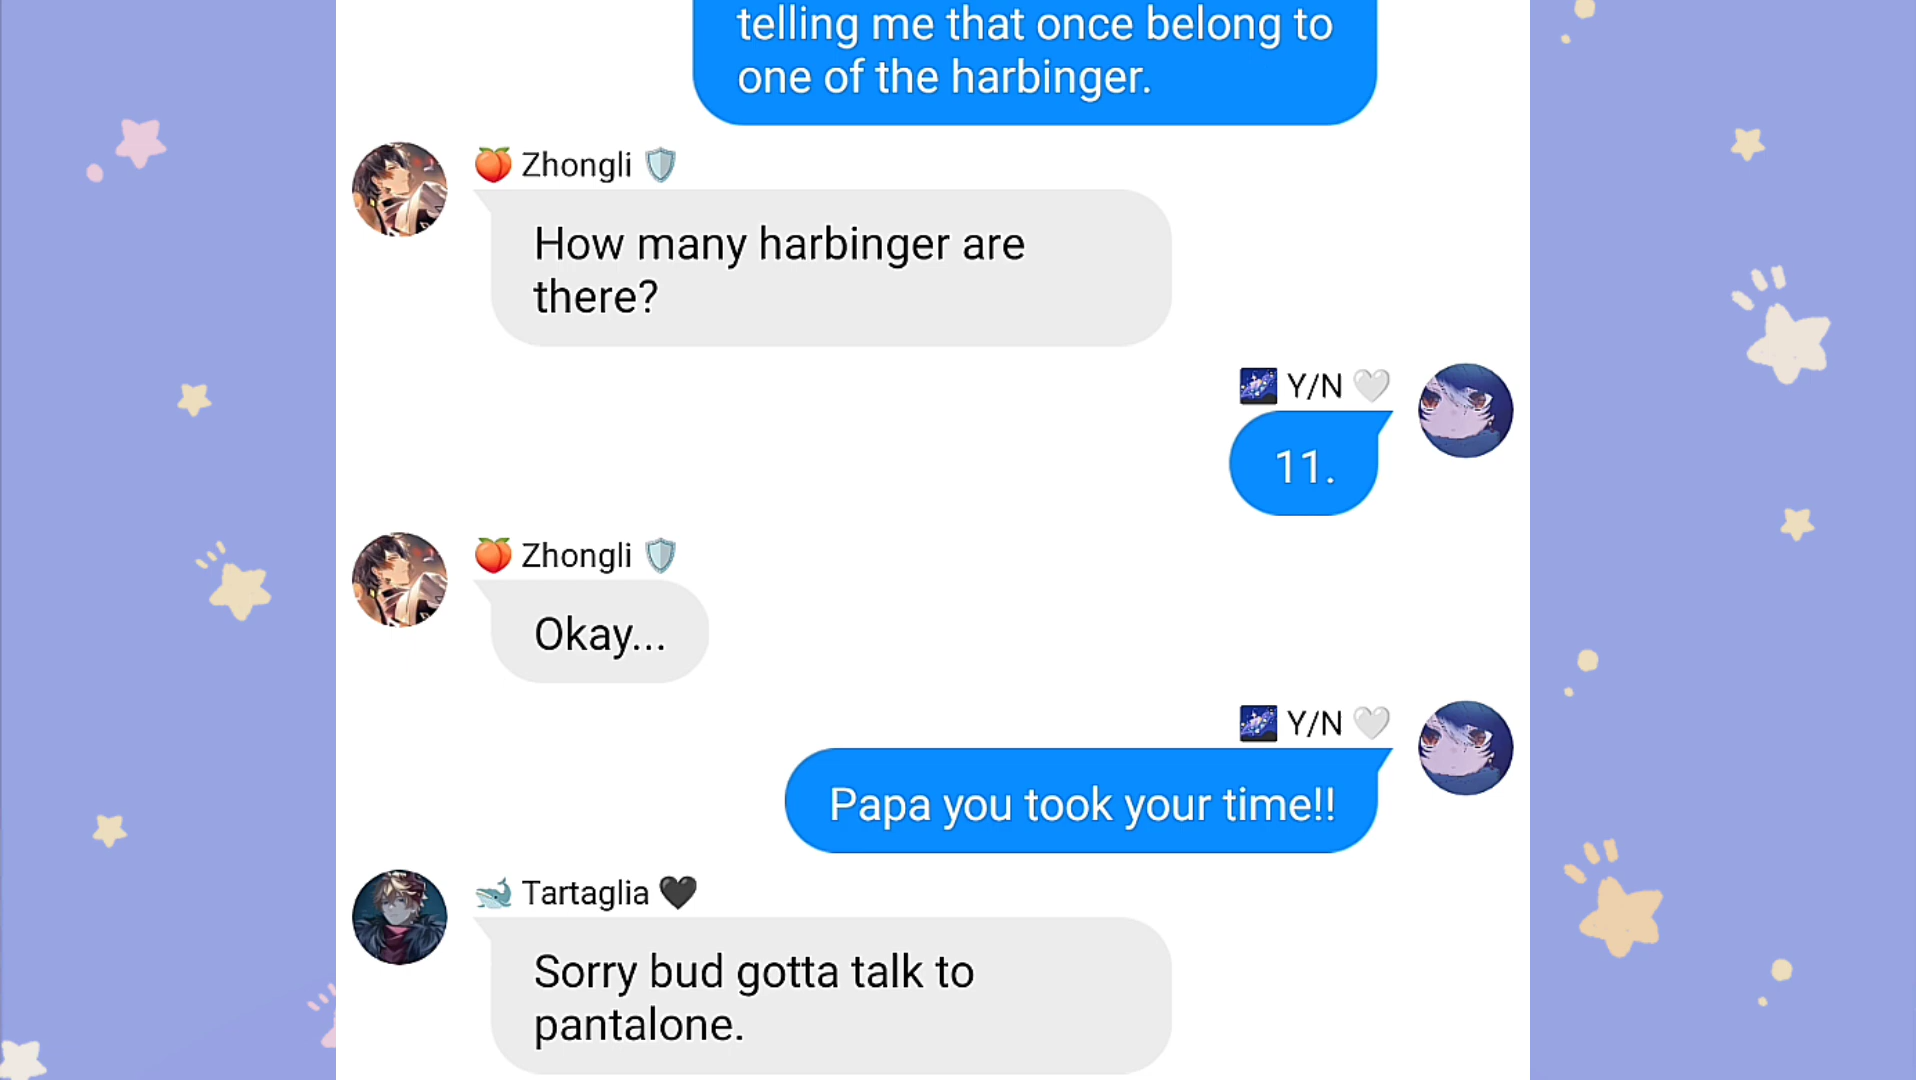 telling me that once belong to
one of the harbinger.
🍑 Zhongli 🛡️
How many harbinger are
there?
🌌 Y/N 🤍
11.
🍑 Zhongli 🛡️
Okay...
🌌 Y/N 🤍
Papa you took your time!!
🐳 Tartaglia 🖤
Sorry bud gotta talk to
pantalone.